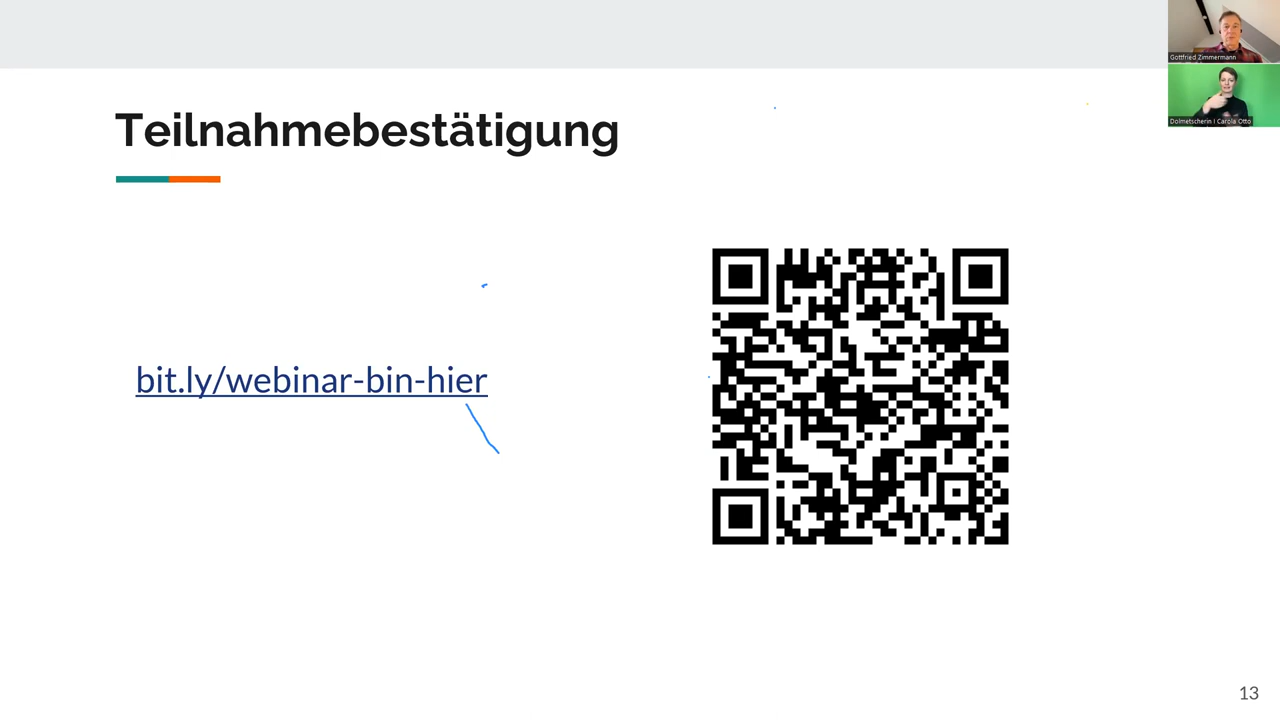 Gottfried Zimmermann
Dolmetscherin I Carola Otto
Teilnahmebestätigung
bit.ly/webinar-bin-hier
13